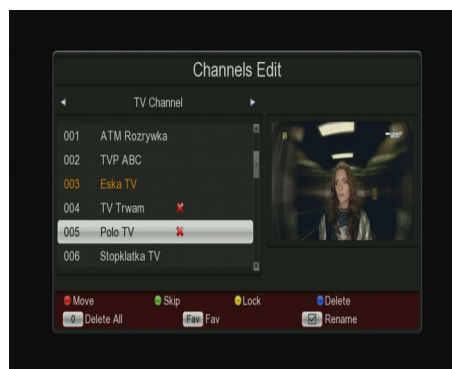 Channels Edit
TV Channel
001 ATM Rozrywka
002 TVP ABC
003 Eska TV
004 TV Trwam
005 Polo TV
006 Stopklatka TV
Move Skip Lock Delete
0 Delete All Fav Fav Rename